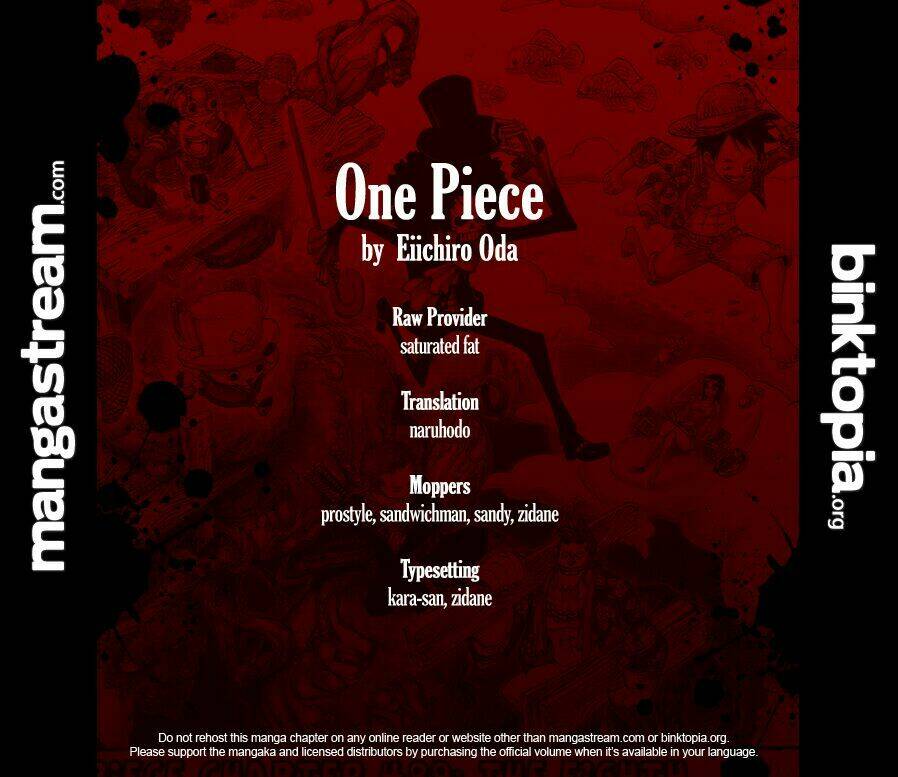 One Piece
by Eiichiro Oda
Raw Provider
saturated fat
Translation
naruhodo
Moppers
prostyle, sandwichman, sandy, zidane
Typesetting
kara-san, zidane
mangastream.com
binktopia.org
Do not rehost this manga chapter on any online reader or website other than mangastream.com or binktopia.org.
Please support the mangaka and licensed distributors by purchasing the official volume when it's available in your language.